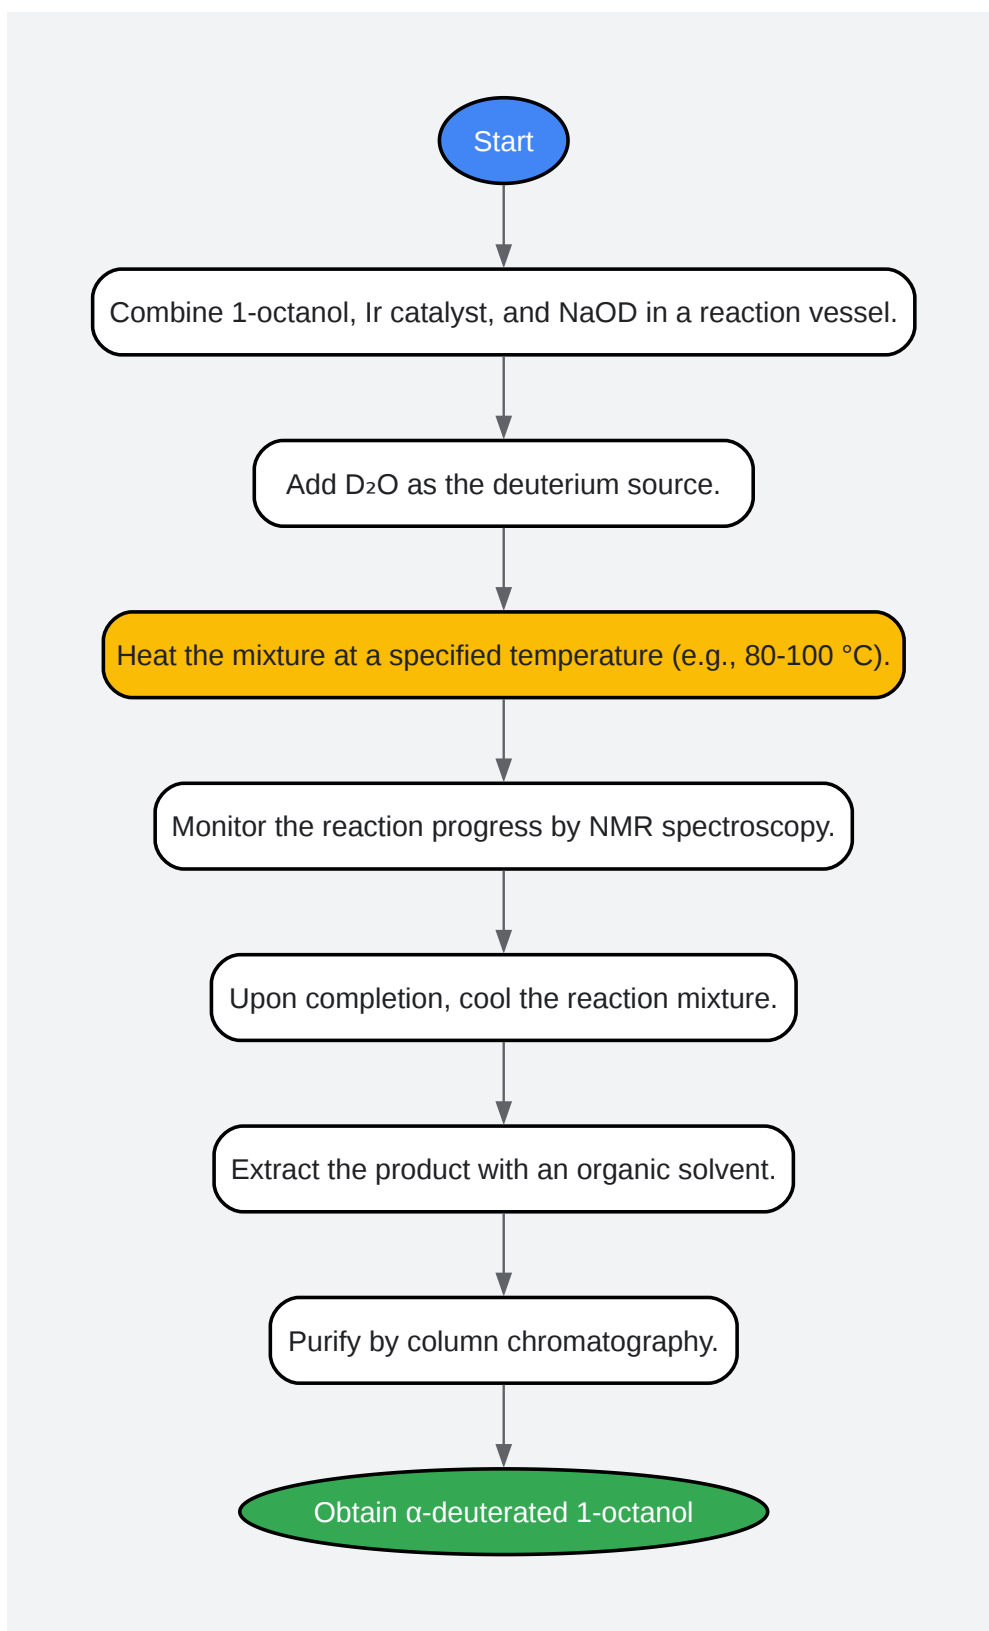 Start
Combine 1-octanol, Ir catalyst, and NaOD in a reaction vessel.
Add D₂O as the deuterium source.
Heat the mixture at a specified temperature (e.g., 80-100 °C).
Monitor the reaction progress by NMR spectroscopy.
Upon completion, cool the reaction mixture.
Extract the product with an organic solvent.
Purify by column chromatography.
Obtain α-deuterated 1-octanol